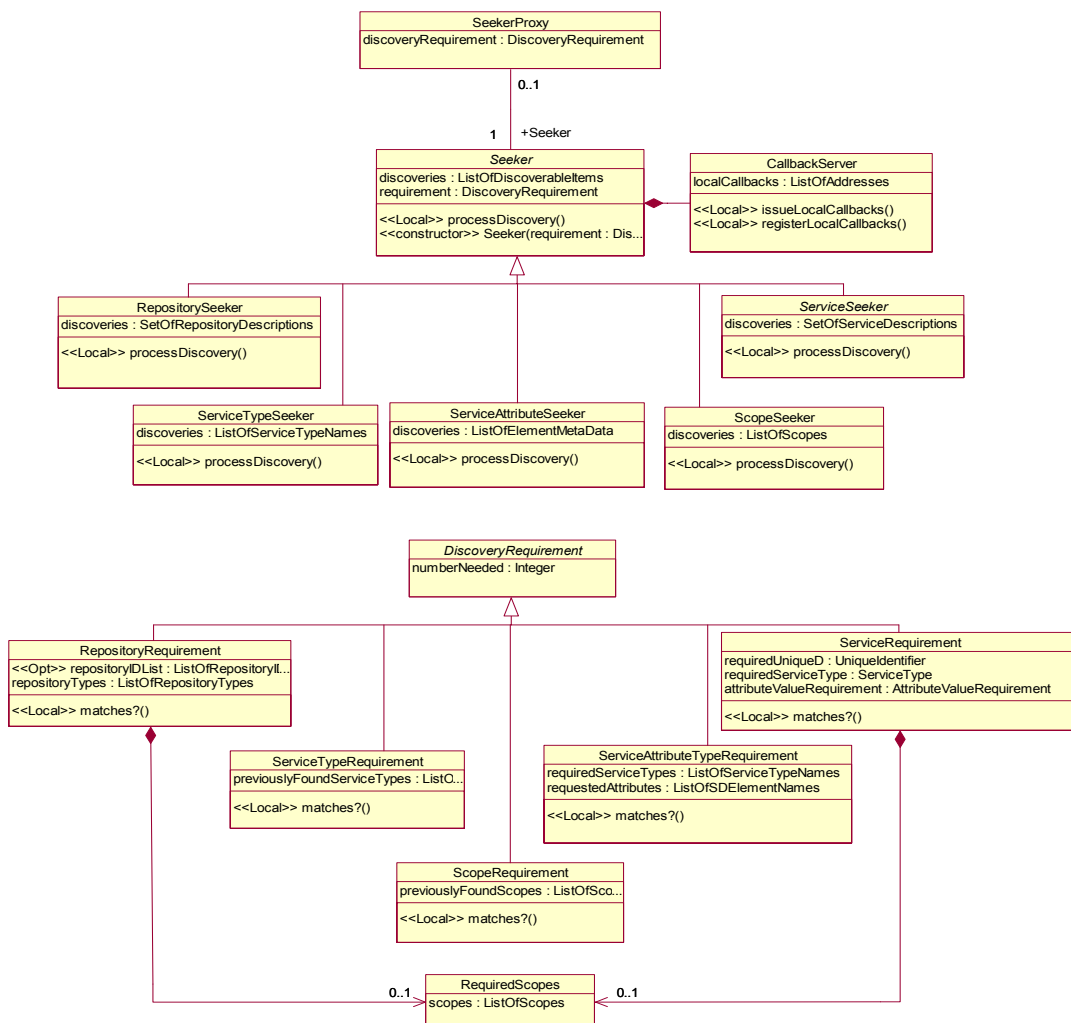 SeekerProxy
discoveryRequirement : DiscoveryRequirement
0..1
1
+Seeker
Seeker
discoveries : ListOfDiscoverableItems
requirement : DiscoveryRequirement
<<Local>> processDiscovery()
<<constructor>> Seeker(requirement : Dis...
CallbackServer
localCallbacks : ListOfAddresses
<<Local>> issueLocalCallbacks()
<<Local>> registerLocalCallbacks()
RepositorySeeker
discoveries : SetOfRepositoryDescriptions
<<Local>> processDiscovery()
ServiceSeeker
discoveries : SetOfServiceDescriptions
<<Local>> processDiscovery()
ServiceTypeSeeker
discoveries : ListOfServiceTypeNames
<<Local>> processDiscovery()
ServiceAttributeSeeker
discoveries : ListOfElementMetaData
<<Local>> processDiscovery()
ScopeSeeker
discoveries : ListOfScopes
<<Local>> processDiscovery()
DiscoveryRequirement
numberNeeded : Integer
RepositoryRequirement
<<Opt>> repositoryIDList : ListOfRepositoryI...
repositoryTypes : ListOfRepositoryTypes
<<Local>> matches?()
ServiceRequirement
requiredUniqueD : UniqueIdentifier
requiredServiceType : ServiceType
attributeValueRequirement : AttributeValueRequirement
<<Local>> matches?()
ServiceTypeRequirement
previouslyFoundServiceTypes : ListO...
<<Local>> matches?()
ServiceAttributeTypeRequirement
requiredServiceTypes : ListOfServiceTypeNames
requestedAttributes : ListOfSDElementNames
<<Local>> matches?()
ScopeRequirement
previouslyFoundScopes : ListOfSco...
<<Local>> matches?()
0..1
RequiredScopes
scopes : ListOfScopes
0..1